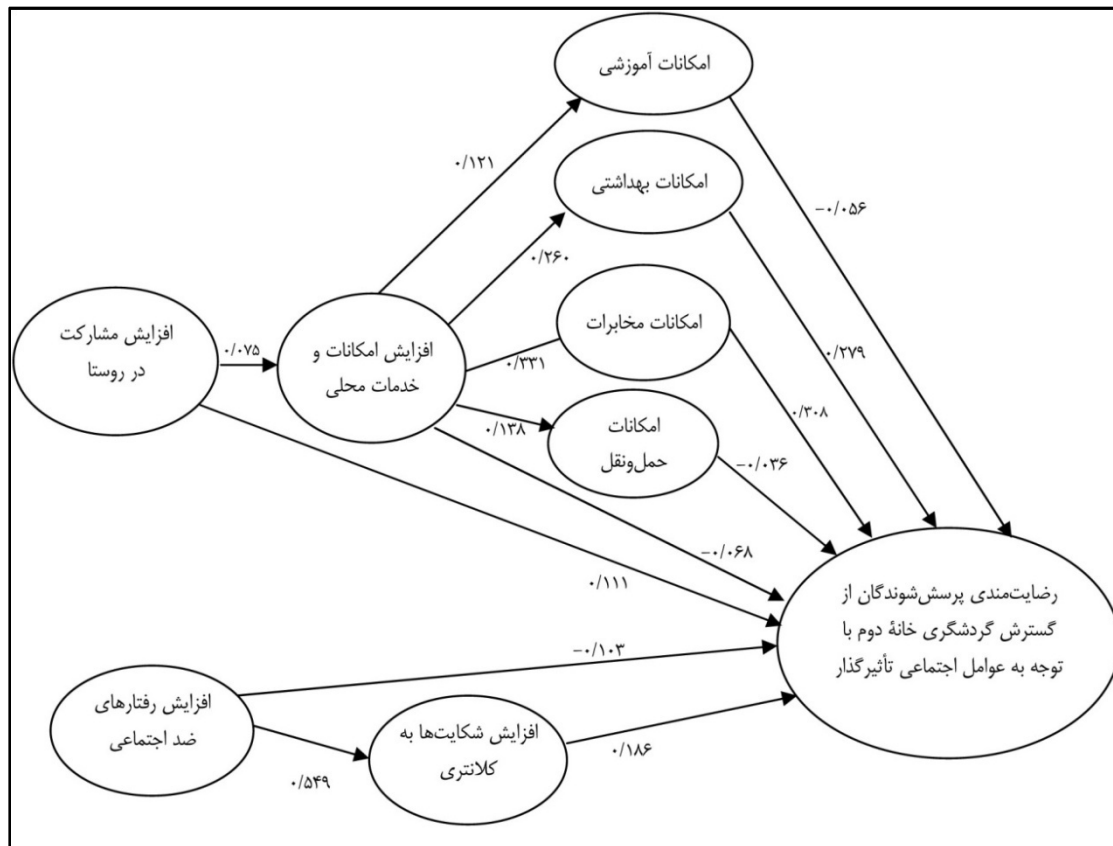 امکانات آموزشی
۰/۱۲۱
امکانات بهداشتی
-۰/۰۵۶
۰/۲۶۰
افزایش مشارکت
در روستا
۰/۰۷۵
افزایش امکانات و
خدمات محلی
امکانات مخابرات
۰/۳۳۱
۰/۲۷۹
۰/۳۰۸
۰/۱۳۸
امکانات
حمل‌ونقل
-۰/۰۳۶
-۰/۰۶۸
۰/۱۱۱
رضایت‌مندی پرسش‌شوندگان از
گسترش گردشگری خانهٔ دوم با
توجه به عوامل اجتماعی تأثیرگذار
-۰/۱۰۳
افزایش رفتارهای
ضد اجتماعی
۰/۵۴۹
افزایش شکایت‌ها به
کلانتری
۰/۱۸۶